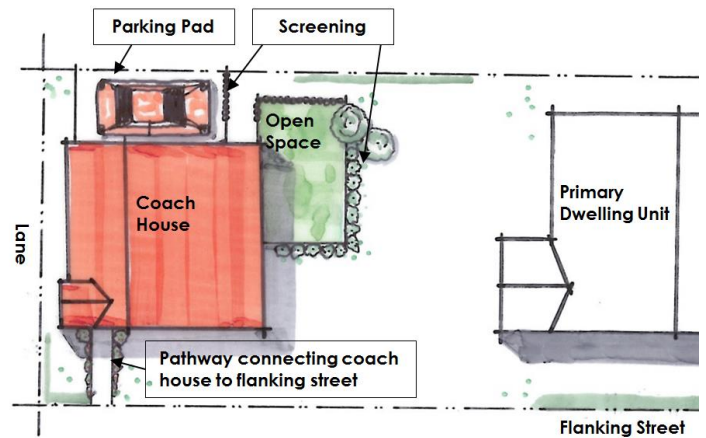 Parking Pad
Screening
Open
Space
Coach
House
Primary
Dwelling Unit
Lane
Pathway connecting coach
house to flanking street
Flanking Street